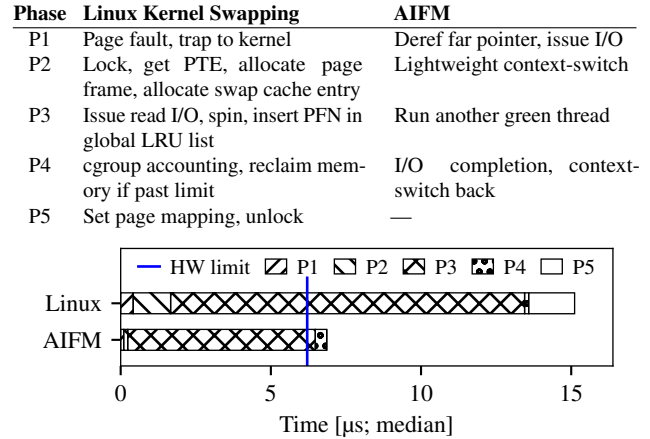 Phase Linux Kernel Swapping AIFM
P1 Page fault, trap to kernel Deref far pointer, issue I/O
P2 Lock, get PTE, allocate page Lightweight context-switch
frame, allocate swap cache entry
P3 Issue read I/O, spin, insert PFN in Run another green thread
global LRU list
P4 cgroup accounting, reclaim mem- I/O completion, context-
ory if past limit switch back
P5 Set page mapping, unlock —
HW limit P1 P2 P3 P4 P5
Linux
AIFM
0 5 10 15
Time [µs; median]